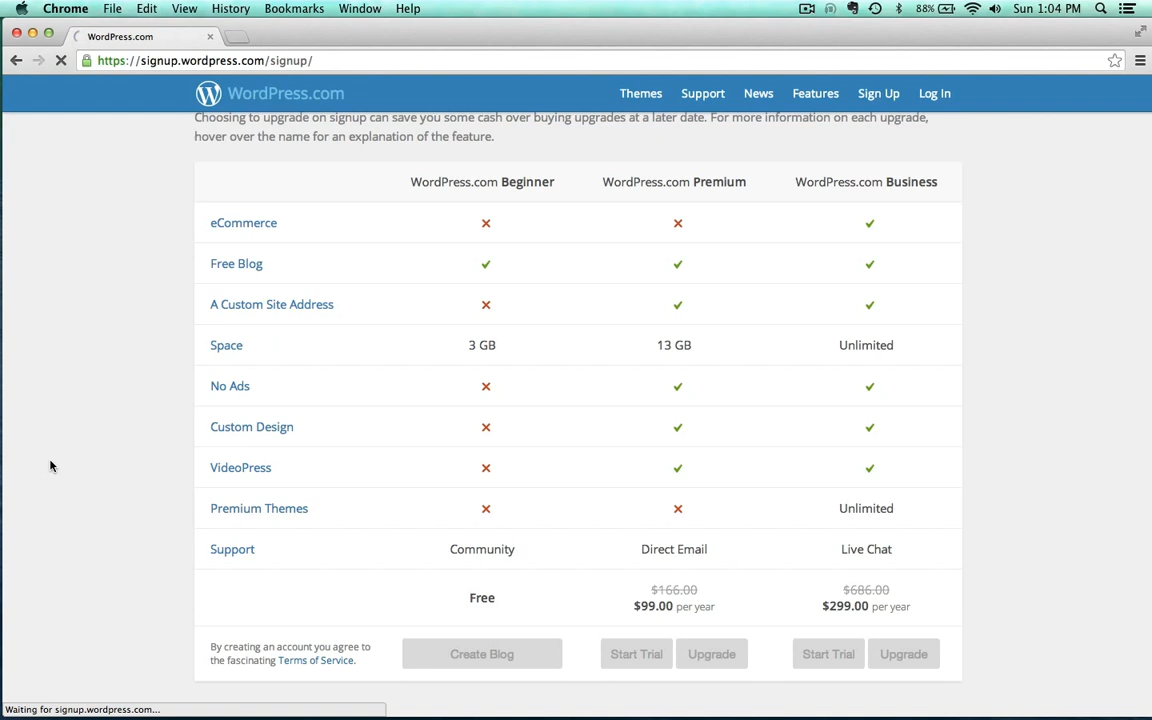 Chrome File Edit View History Bookmarks Window Help 88% Sun 1:04 PM
WordPress.com
https://signup.wordpress.com/signup/
WordPress.com Themes Support News Features Sign Up Log In
Choosing to upgrade on signup can save you some cash over buying upgrades at a later date. For more information on each upgrade,
hover over the name for an explanation of the feature.
WordPress.com Beginner WordPress.com Premium WordPress.com Business
eCommerce
Free Blog
A Custom Site Address
Space 3 GB 13 GB Unlimited
No Ads
Custom Design
VideoPress
Premium Themes Unlimited
Support Community Direct Email Live Chat
$166.00 $686.00
Free $99.00 per year $299.00 per year
By creating an account you agree to
the fascinating Terms of Service.
Create Blog Start Trial Upgrade Start Trial Upgrade
Waiting for signup.wordpress.com...